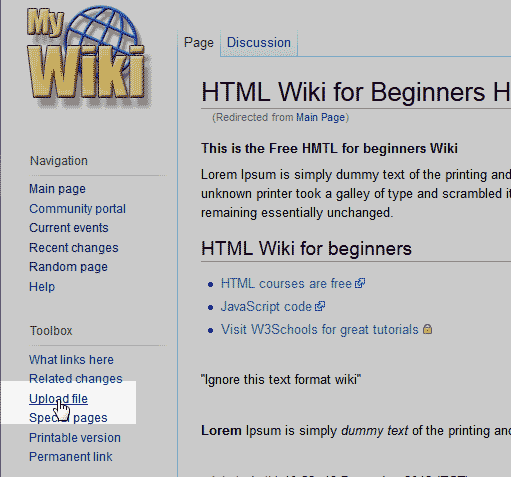 My
Wiki
Page
Discussion
HTML Wiki for Beginners H
(Redirected from Main Page)
This is the Free HMTL for beginners Wiki
Lorem Ipsum is simply dummy text of the printing and
unknown printer took a galley of type and scrambled it
remaining essentially unchanged.
HTML Wiki for beginners
HTML courses are free
JavaScript code
Visit W3Schools for great tutorials
"Ignore this text format wiki"
Lorem Ipsum is simply dummy text of the printing and
Navigation
Main page
Community portal
Current events
Recent changes
Random page
Help
Toolbox
What links here
Related changes
Upload file
Special pages
Printable version
Permanent link